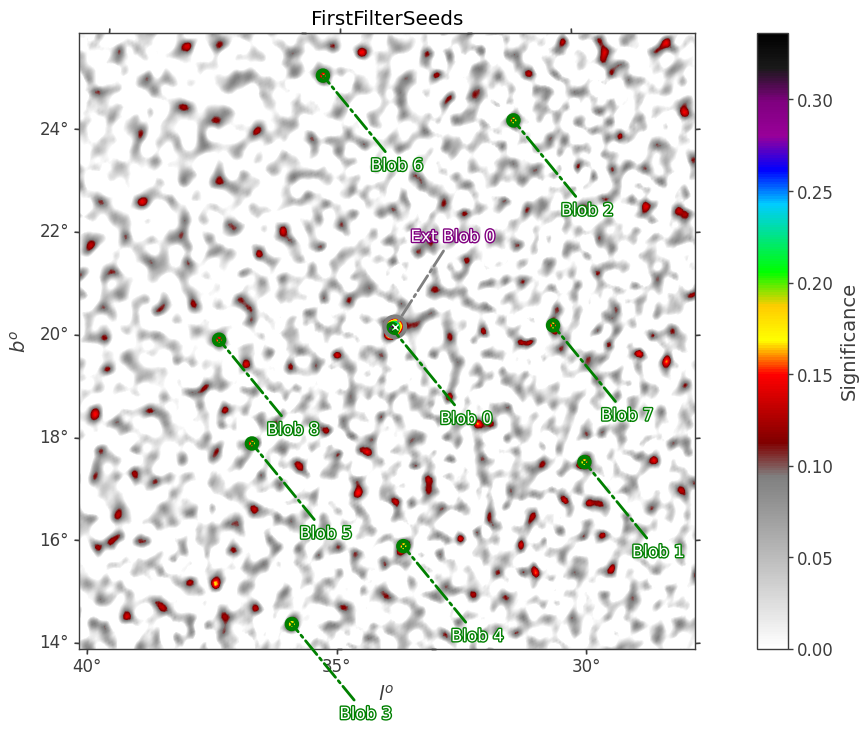 FirstFilterSeeds
24°
22°
20°
18°
16°
14°
b°
40°
35°
30°
l°
Blob 6
Blob 2
Ext Blob 0
Blob 0
Blob 7
Blob 8
Blob 5
Blob 1
Blob 4
Blob 3
0.30
0.25
0.20
0.15
0.10
0.05
0.00
Significance